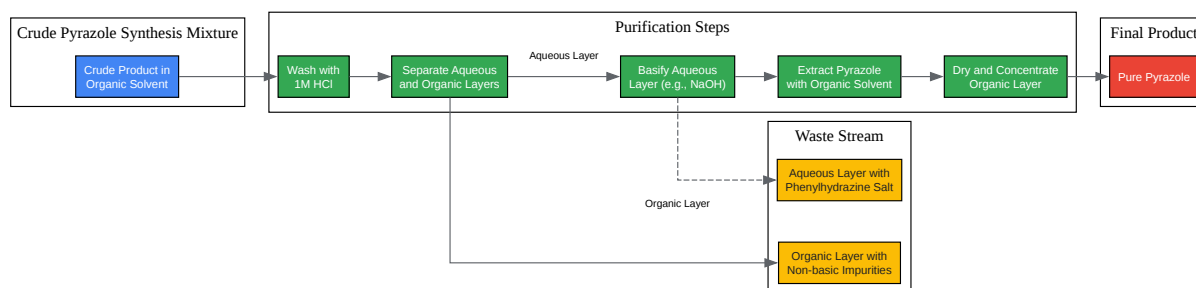 Crude Pyrazole Synthesis Mixture
Crude Product in
Organic Solvent
Purification Steps
Wash with
1M HCl
Separate Aqueous
and Organic Layers
Aqueous Layer
Basify Aqueous
Layer (e.g., NaOH)
Extract Pyrazole
with Organic Solvent
Dry and Concentrate
Organic Layer
Final Product
Pure Pyrazole
Waste Stream
Aqueous Layer with
Phenylhydrazine Salt
Organic Layer
Organic Layer with
Non-basic Impurities